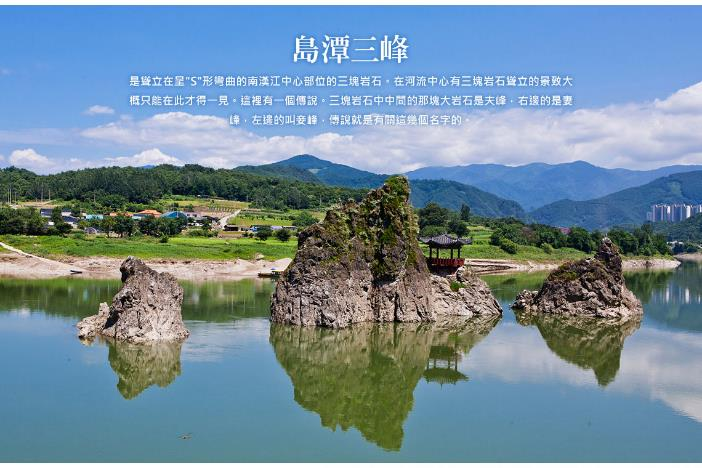 島潭三峰
是聳立在呈"S"形彎曲的南漢江中心部位的三塊岩石。在河流中心有三塊岩石聳立的景致大
概只能在此才得一見。這裡有一個傳說。三塊岩石中中間的那塊大岩石是夫峰，右邊的是妻
峰，左邊的叫妾峰，傳說就是有關這幾個名字的。